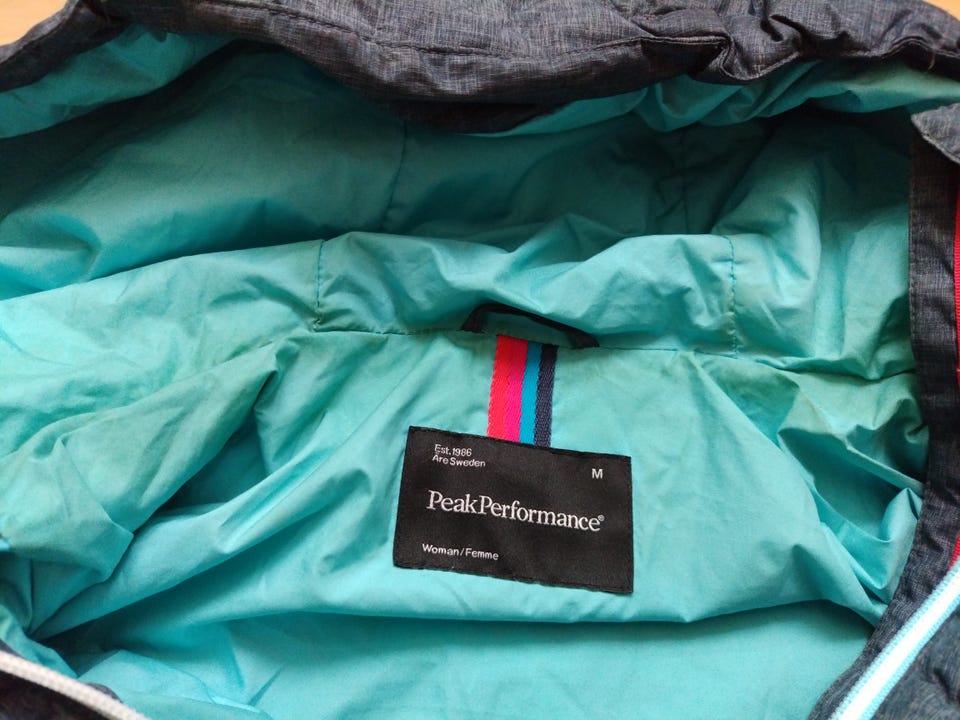 Est.1986
Åre Sweden
M
PeakPerformance®
Woman/Femme